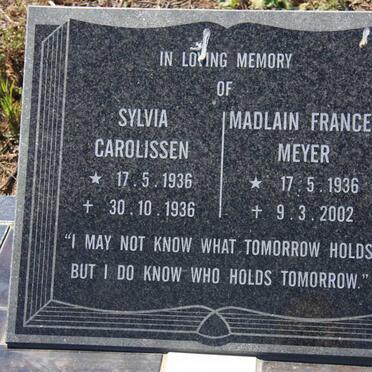 IN LOVING MEMORY
OF
SYLVIA
CAROLISSEN
★ 17.5.1936
✝ 30.10.1936
MADLAIN FRANCE
MEYER
★ 17.5.1936
✝ 9.3.2002
"I MAY NOT KNOW WHAT TOMORROW HOLDS
BUT I DO KNOW WHO HOLDS TOMORROW."